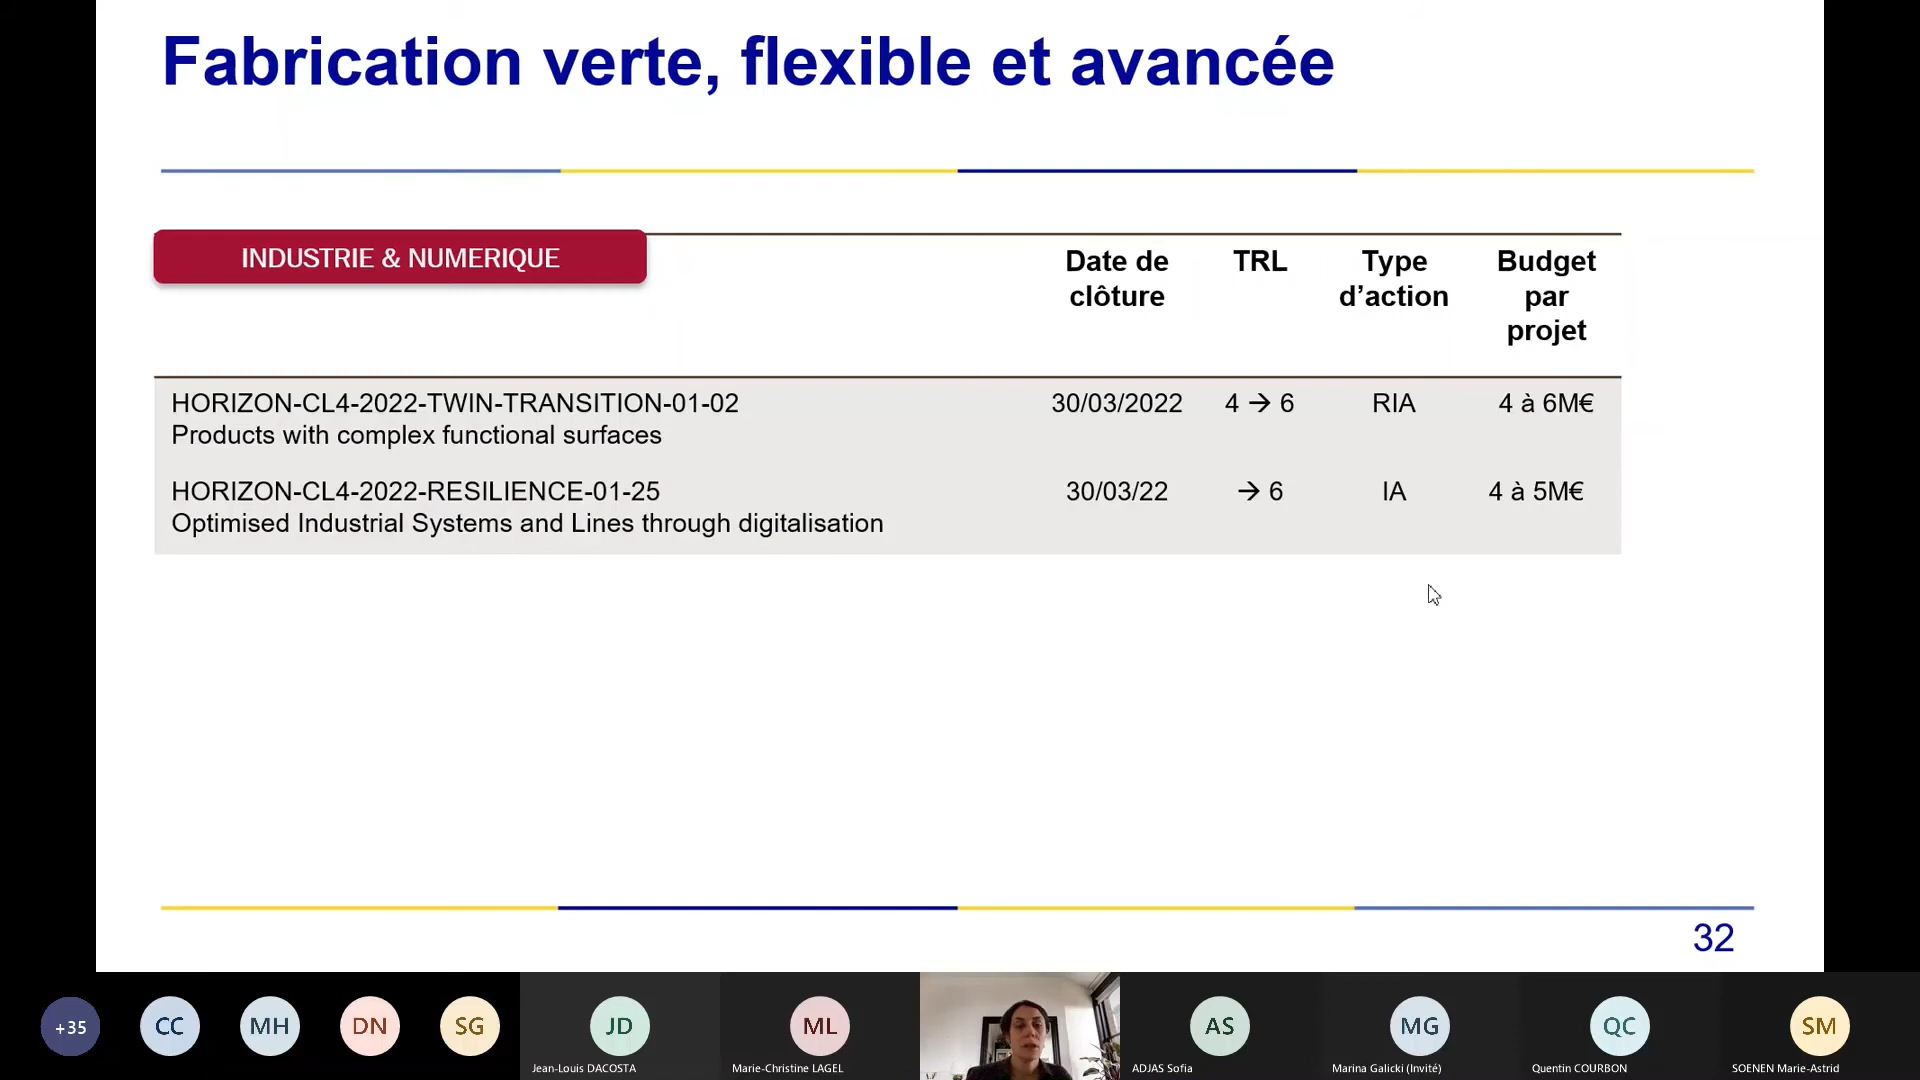 Fabrication verte, flexible et avancée
INDUSTRIE & NUMERIQUE
Date de
clôture
TRL
Type
d’action
Budget
par
projet
HORIZON-CL4-2022-TWIN-TRANSITION-01-02
Products with complex functional surfaces
30/03/2022
4 → 6
RIA
4 à 6M€
HORIZON-CL4-2022-RESILIENCE-01-25
Optimised Industrial Systems and Lines through digitalisation
30/03/22
→ 6
IA
4 à 5M€
32
+35
CC
MH
DN
SG
JD
Jean-Louis DACOSTA
ML
Marie-Christine LAGEL
AS
ADJAS Sofia
MG
Marina Galicki (Invité)
QC
Quentin COURBON
SM
SOENEN Marie-Astrid